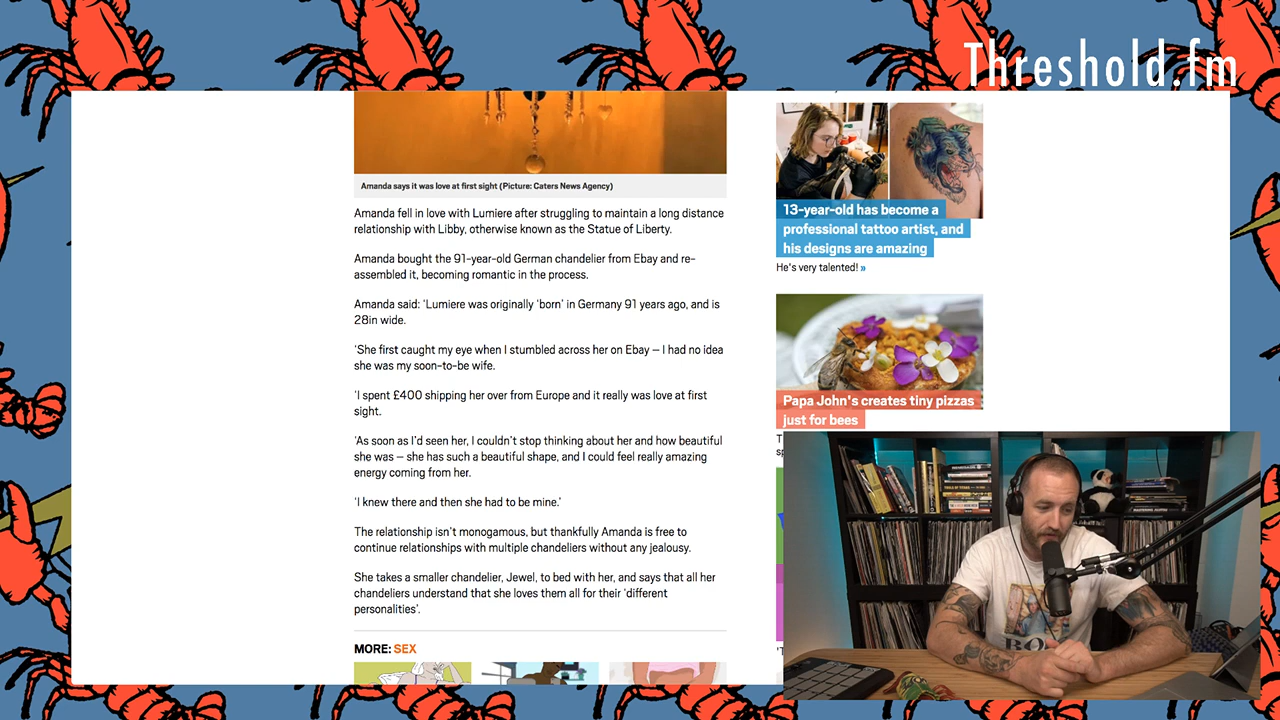 Threshold.fm
Amanda says it was love at first sight (Picture: Caters News Agency)
Amanda fell in love with Lumiere after struggling to maintain a long distance
relationship with Libby, otherwise known as the Statue of Liberty.
Amanda bought the 91-year-old German chandelier from Ebay and re-
assembled it, becoming romantic in the process.
Amanda said: ‘Lumiere was originally ‘born’ in Germany 91 years ago, and is
28in wide.
‘She first caught my eye when I stumbled across her on Ebay – I had no idea
she was my soon-to-be wife.
‘I spent £400 shipping her over from Europe and it really was love at first
sight.
‘As soon as I’d seen her, I couldn’t stop thinking about her and how beautiful
she was – she has such a beautiful shape, and I could feel really amazing
energy coming from her.
‘I knew there and then she had to be mine.’
The relationship isn’t monogamous, but thankfully Amanda is free to
continue relationships with multiple chandeliers without any jealousy.
She takes a smaller chandelier, Jewel, to bed with her, and says that all her
chandeliers understand that she loves them all for their ‘different
personalities’.
MORE: SEX
13-year-old has become a
professional tattoo artist, and
his designs are amazing
He's very talented! »
Papa John's creates tiny pizzas
just for bees